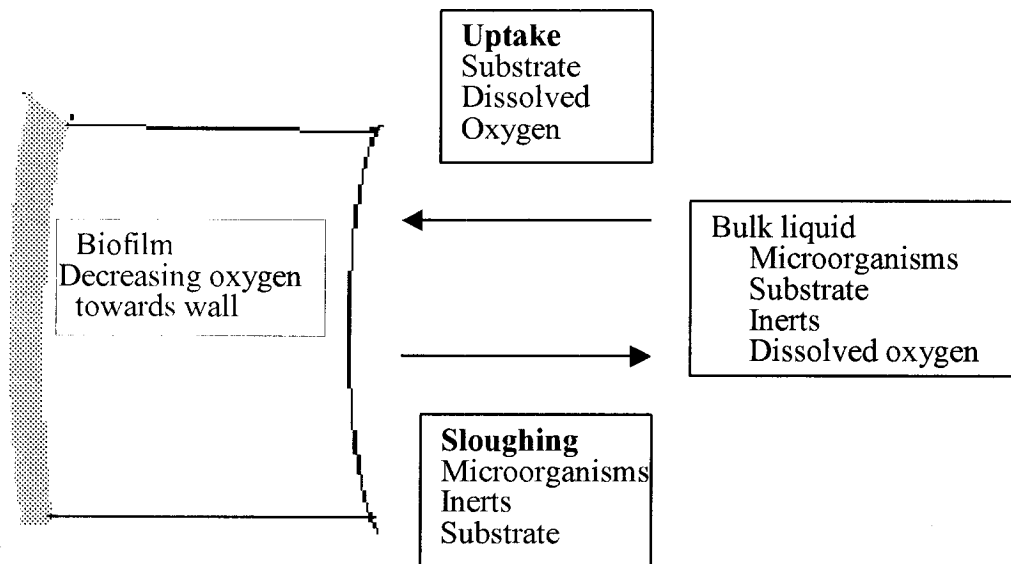 Uptake
Substrate
Dissolved
Oxygen
Biofilm
Decreasing oxygen
towards wall
Bulk liquid
Microorganisms
Substrate
Inerts
Dissolved oxygen
Sloughing
Microorganisms
Inerts
Substrate